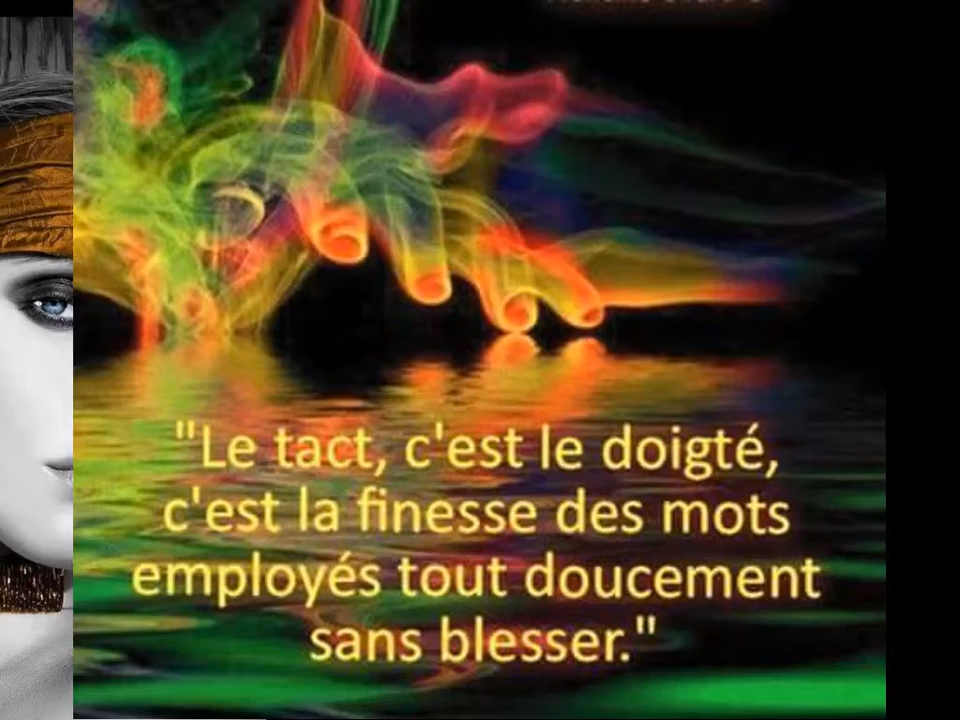 "Le tact, c'est le doigté,
c'est la finesse des mots
employés tout doucement
sans blesser."